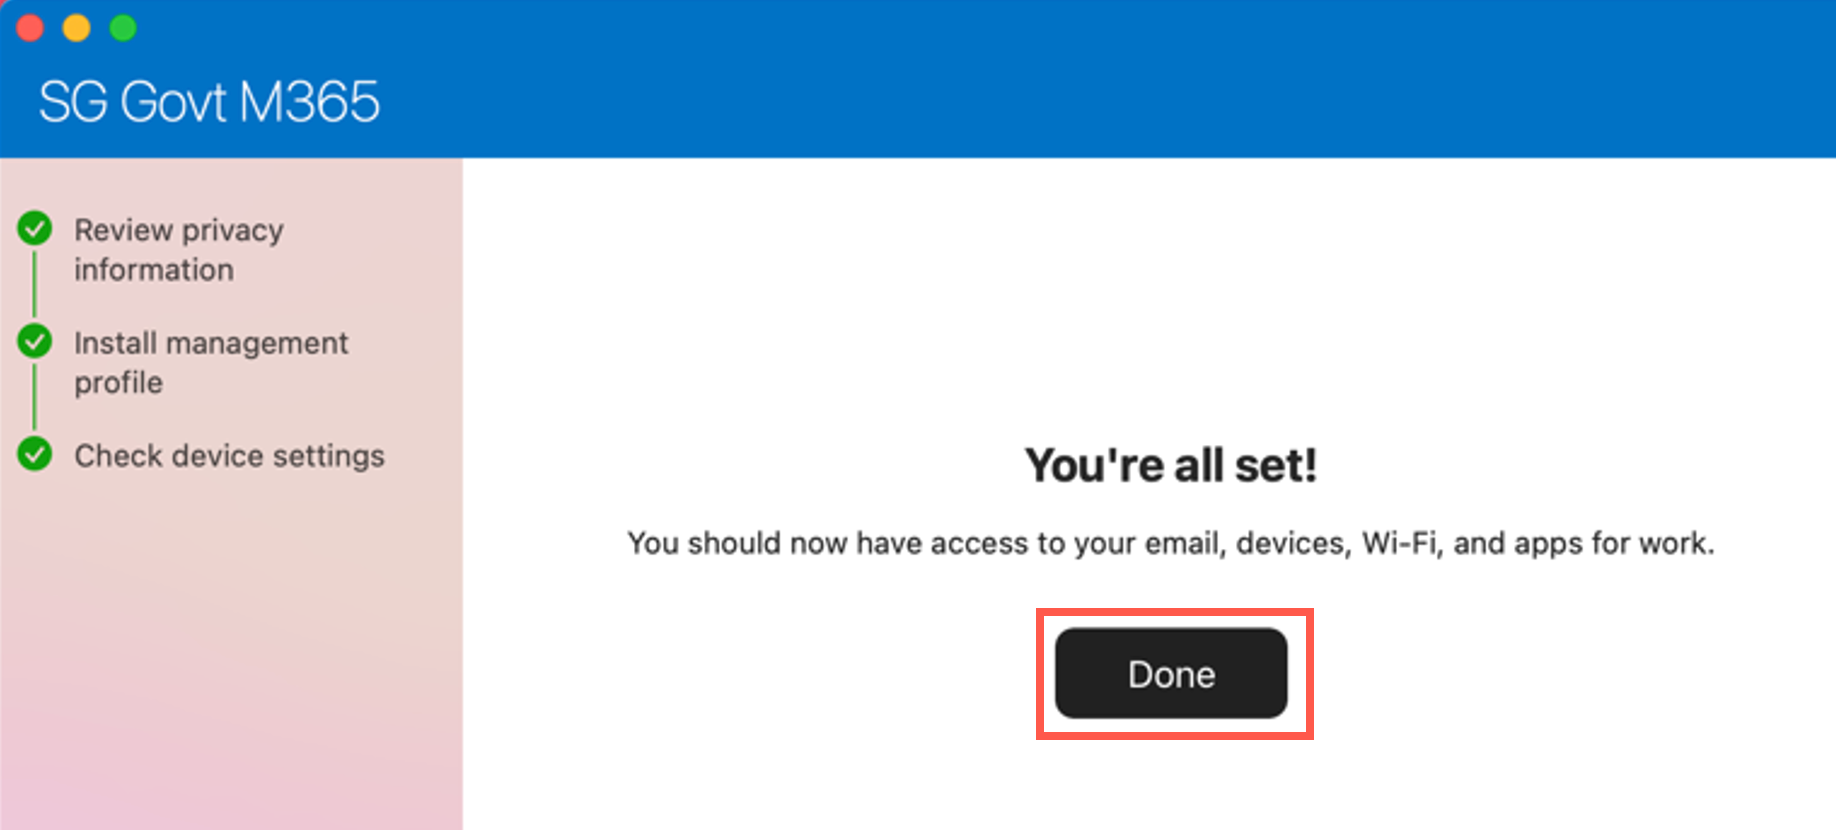 SG Govt M365
Review privacy
information
Install management
profile
Check device settings
You're all set!
You should now have access to your email, devices, Wi-Fi, and apps for work.
Done